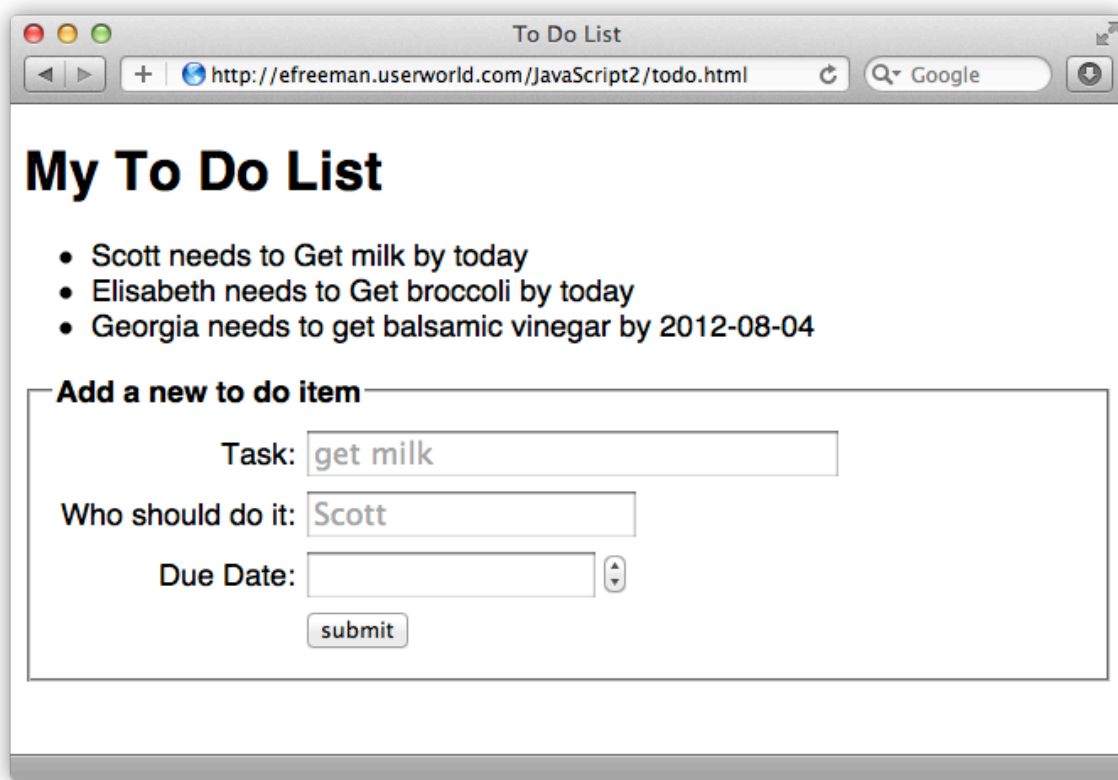 To Do List
http://efreeman.userworld.com/JavaScript2/todo.html
Google
My To Do List
• Scott needs to Get milk by today
• Elisabeth needs to Get broccoli by today
• Georgia needs to get balsamic vinegar by 2012-08-04
Add a new to do item
Task: get milk
Who should do it: Scott
Due Date:
submit